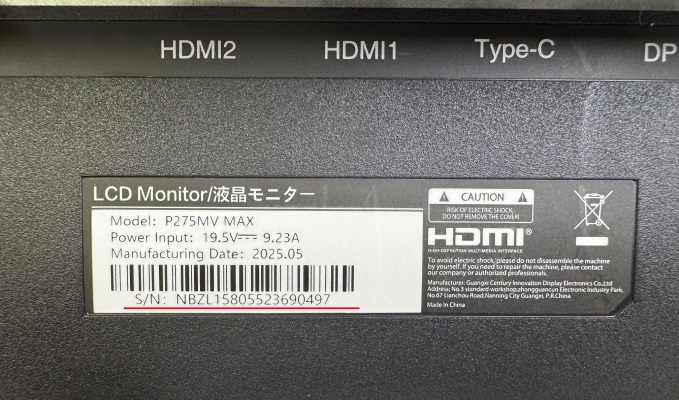 HDMI2
HDMI1
Type-C
DP
LCD Monitor/液晶モニター
Model: P275MV MAX
Power Input: 19.5V⎓ 9.23A
Manufacturing Date: 2025.05
S/N: NBZL15805523690497
CAUTION
RISK OF ELECTRIC SHOCK,
DO NOT REMOVE THE COVER!
HDMI®
HIGH-DEFINITION MULTIMEDIA INTERFACE
To avoid electric shock, please do not disassemble the machine
by yourself. If you need to repair the machine, please contact
our company or authorized professionals.
Manufacturer: Guangxi Century Innovation Display Electronics Co.,Ltd
Address: No.3 standard workshop,zhongguancun Electronic Industry Park,
No.67 Lianchou Road,Nanning City Guangxi, P.R.China
Made In China